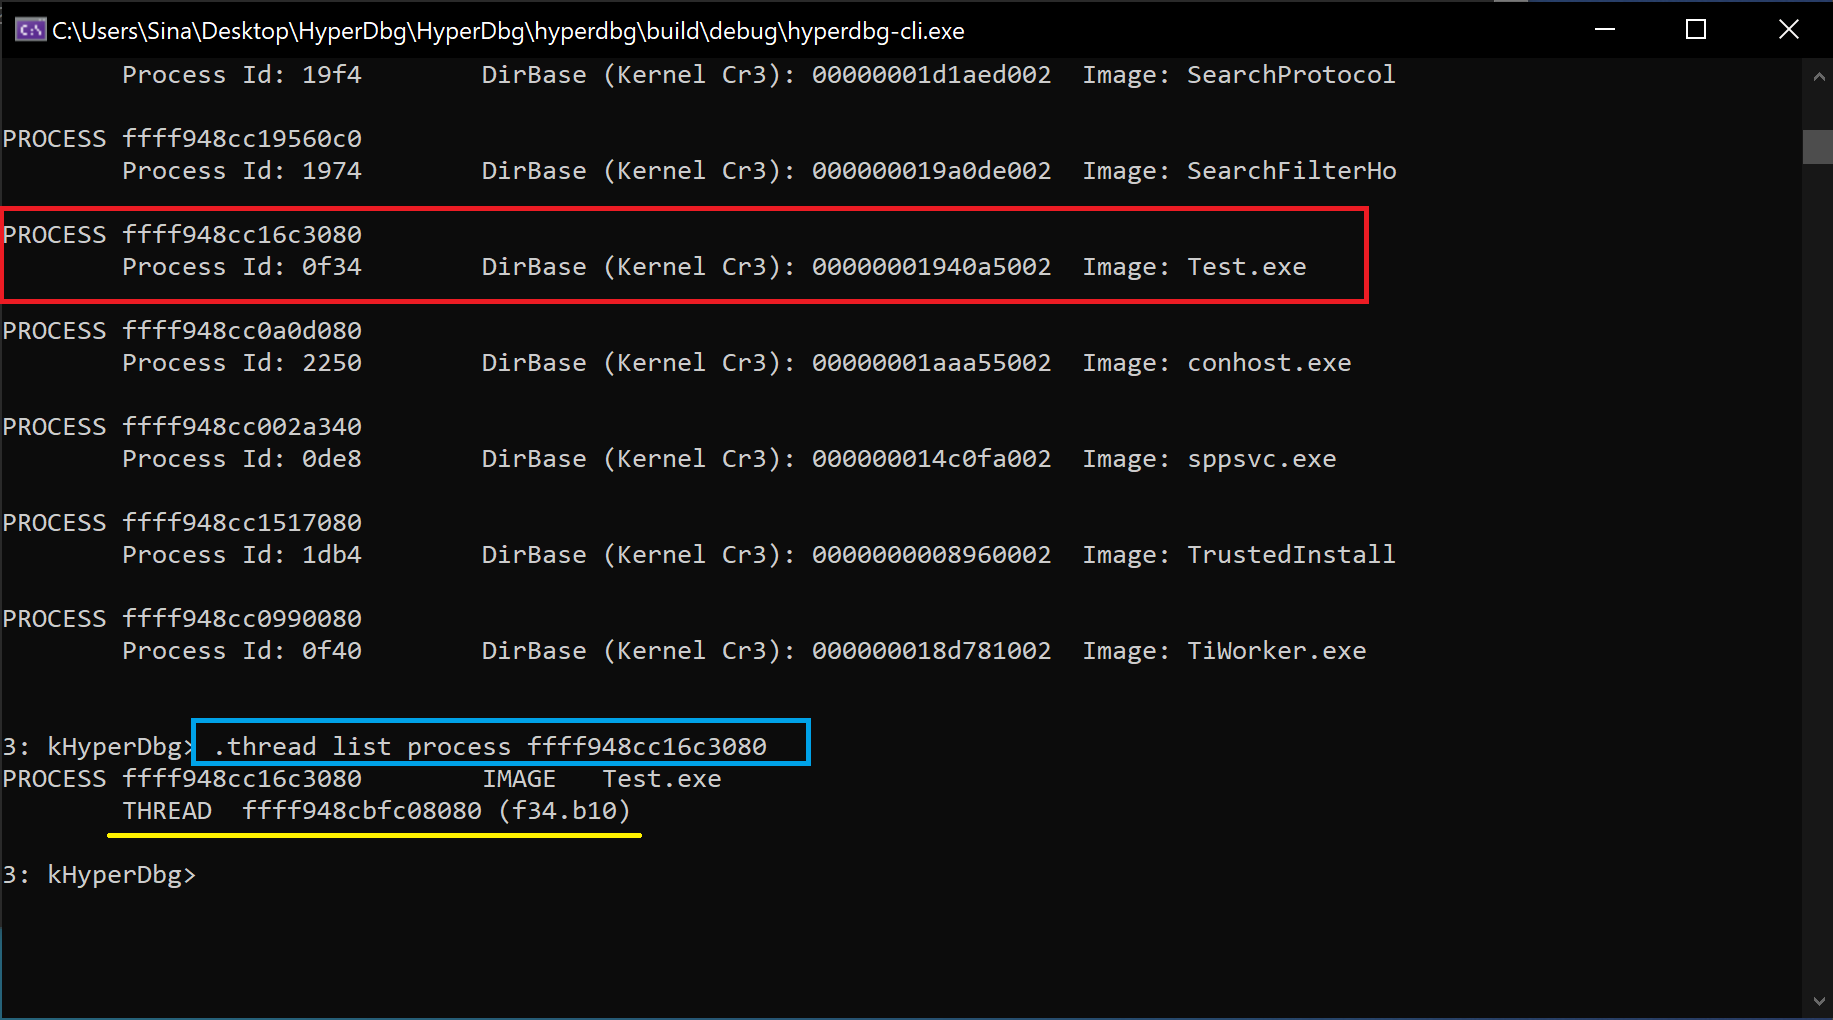 C:\Users\Sina\Desktop\HyperDbg\HyperDbg\hyperdbg\build\debug\hyperdbg-cli.exe
Process Id: 19f4 DirBase (Kernel Cr3): 00000001d1aed002 Image: SearchProtocol
PROCESS ffff948cc19560c0
Process Id: 1974 DirBase (Kernel Cr3): 000000019a0de002 Image: SearchFilterHo
PROCESS ffff948cc16c3080
Process Id: 0f34 DirBase (Kernel Cr3): 00000001940a5002 Image: Test.exe
PROCESS ffff948cc0a0d080
Process Id: 2250 DirBase (Kernel Cr3): 00000001aaa55002 Image: conhost.exe
PROCESS ffff948cc002a340
Process Id: 0de8 DirBase (Kernel Cr3): 000000014c0fa002 Image: sppsvc.exe
PROCESS ffff948cc1517080
Process Id: 1db4 DirBase (Kernel Cr3): 0000000008960002 Image: TrustedInstall
PROCESS ffff948cc0990080
Process Id: 0f40 DirBase (Kernel Cr3): 000000018d781002 Image: TiWorker.exe
3: kHyperDbg> .thread list process ffff948cc16c3080
PROCESS ffff948cc16c3080 IMAGE Test.exe
THREAD ffff948cbfc08080 (f34.b10)
3: kHyperDbg>